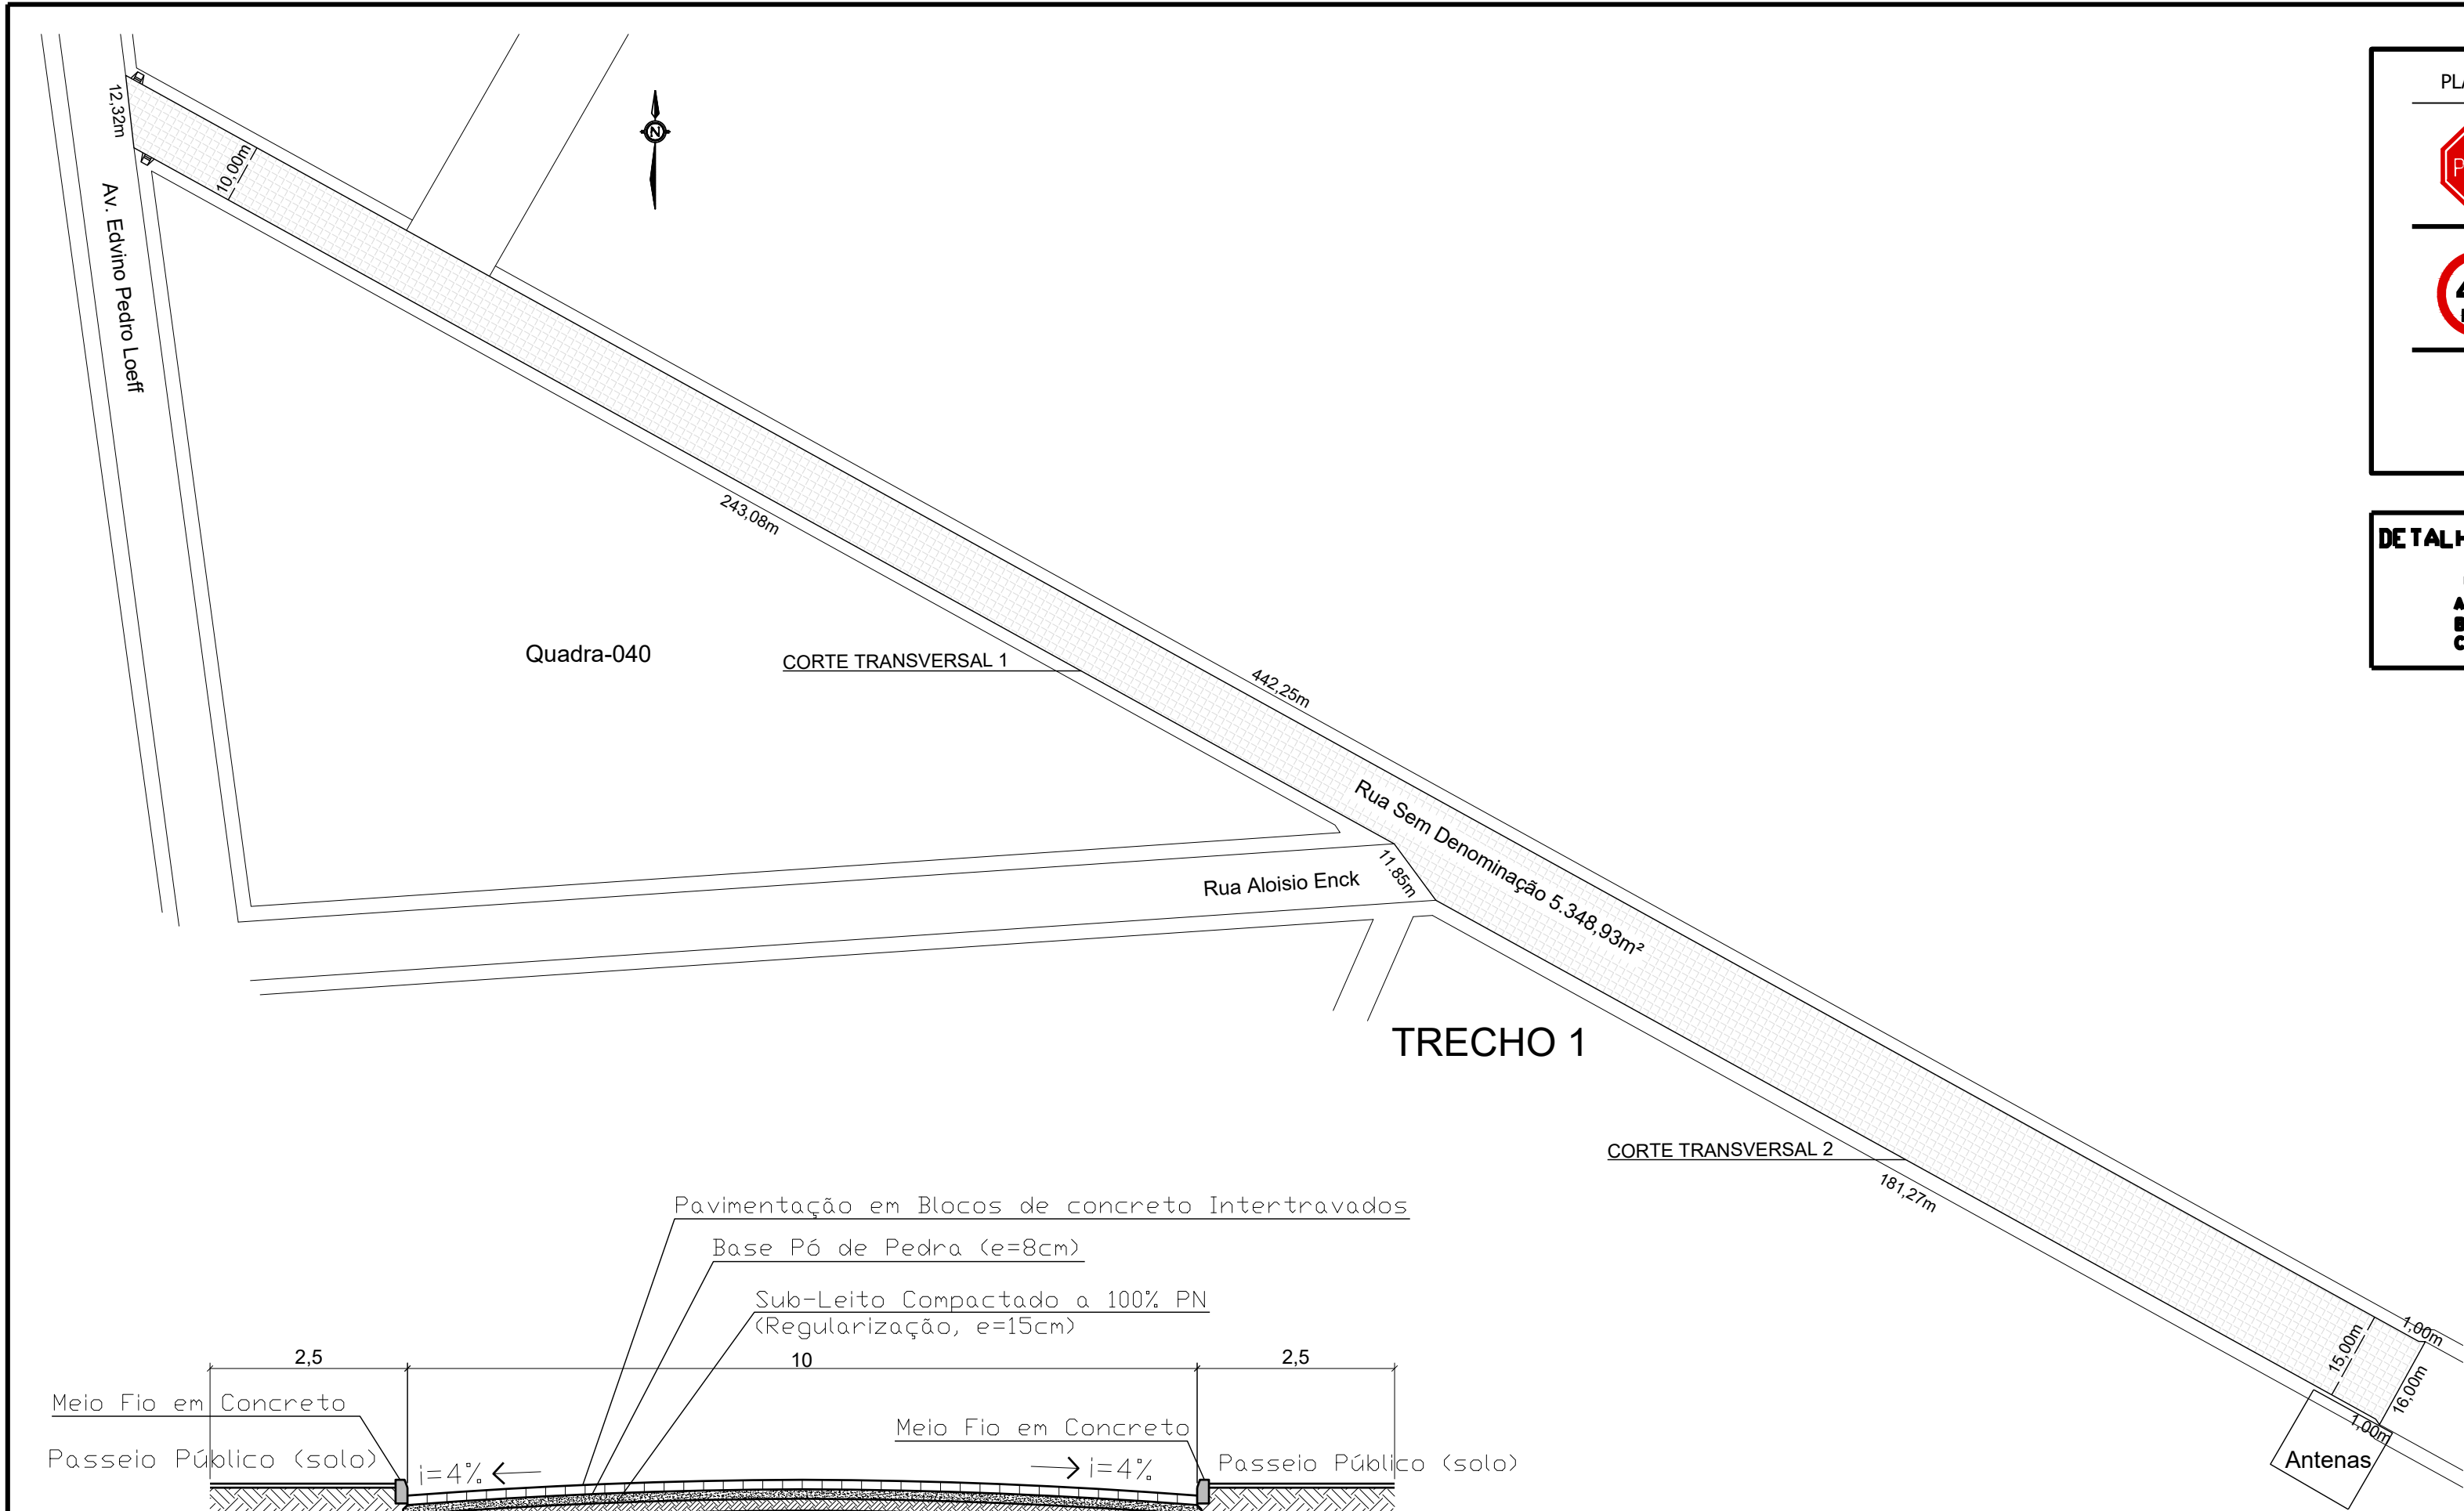 12,32m
10,00m
N
Av. Edvino Pedro Loeff
243,08m
Quadra-040
CORTE TRANSVERSAL 1
442,25m
Rua Sem Denominação 5.348,93m²
11.85m
Rua Aloisio Enck
TRECHO 1
CORTE TRANSVERSAL 2
181,27m
15,00m
1,00m
16,00m
1,00m
Antenas
Pavimentação em Blocos de concreto Intertravados
Base Pó de Pedra (e=8cm)
Sub-Leito Compactado a 100% PN
(Regularização, e=15cm)
2,5
10
2,5
Meio Fio em Concreto
Meio Fio em Concreto
Passeio Público (solo)
i=4%
i=4%
Passeio Público (solo)